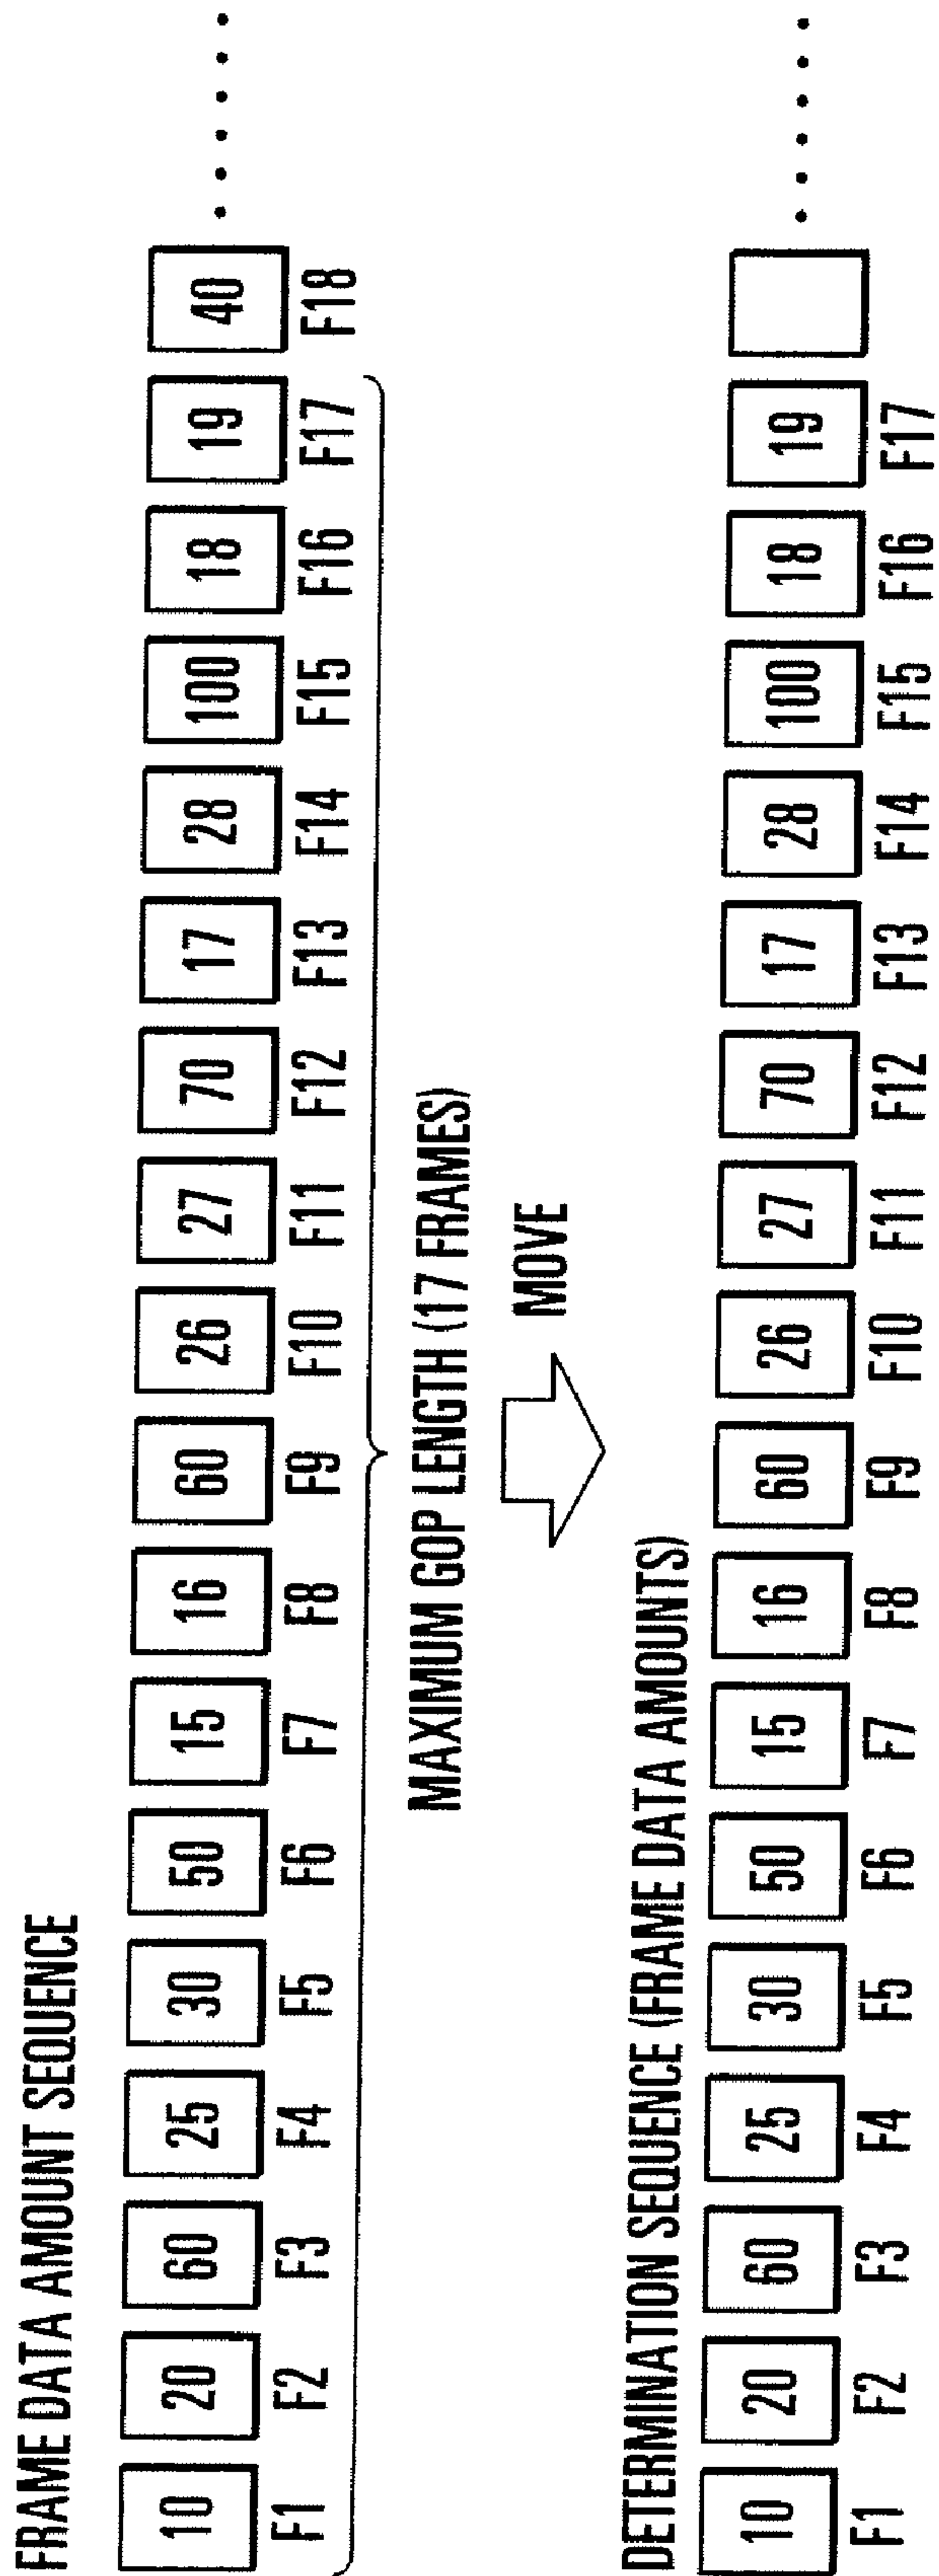 FRAME DATA AMOUNT SEQUENCE
10 20 60 25 30 50 15 16 60 26 27 70 17 28 100 18 19 40 ......
F1 F2 F3 F4 F5 F6 F7 F8 F9 F10 F11 F12 F13 F14 F15 F16 F17 F18
MAXIMUM GOP LENGTH (17 FRAMES)
MOVE
DETERMINATION SEQUENCE (FRAME DATA AMOUNTS)
10 20 60 25 30 50 15 16 60 26 27 70 17 28 100 18 19 ......
F1 F2 F3 F4 F5 F6 F7 F8 F9 F10 F11 F12 F13 F14 F15 F16 F17